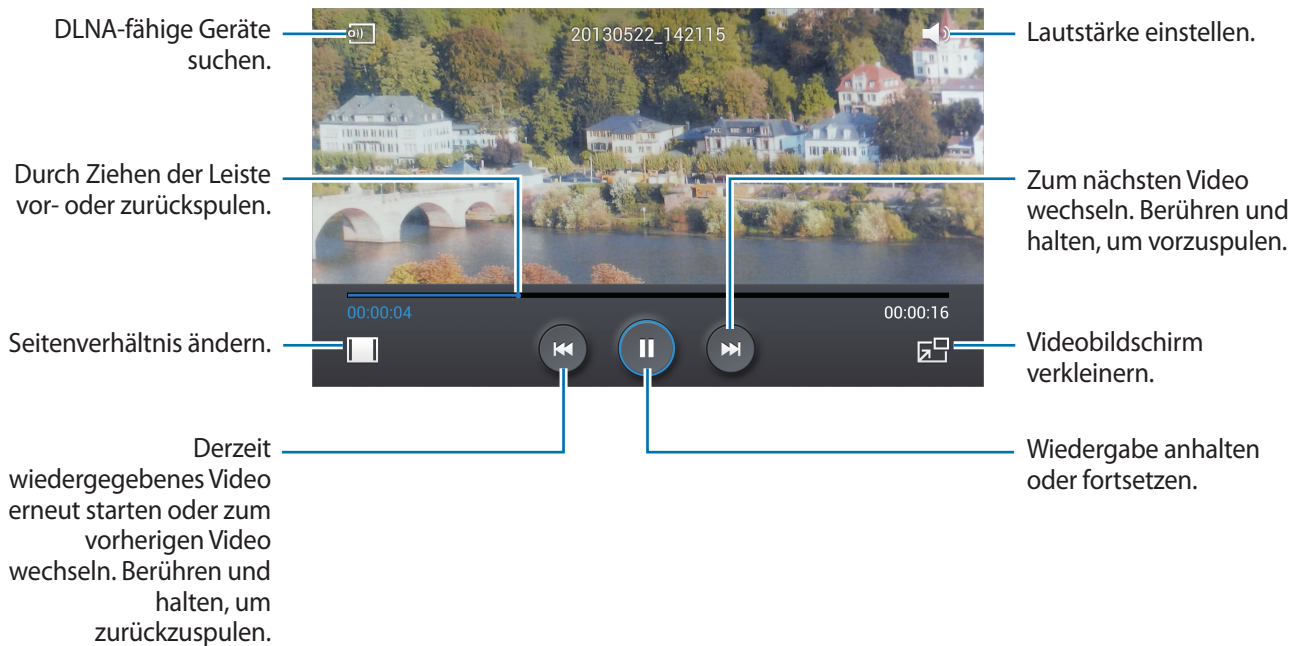 DLNA-fähige Geräte
suchen.
20130522_142115
Lautstärke einstellen.
Durch Ziehen der Leiste
vor- oder zurückspulen.
Zum nächsten Video
wechseln. Berühren und
halten, um vorzuspulen.
00:00:04
00:00:16
Seitenverhältnis ändern.
Videobildschirm
verkleinern.
Derzeit
wiedergegebenes Video
erneut starten oder zum
vorherigen Video
wechseln. Berühren und
halten, um
zurückzuspulen.
Wiedergabe anhalten
oder fortsetzen.